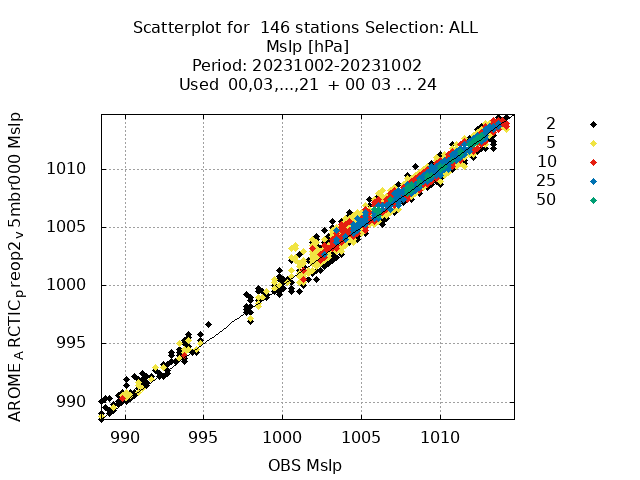 Scatterplot for  146 stations Selection: ALL
Mslp [hPa]
Period: 20231002-20231002
Used  00,03,...,21  + 00 03 ... 24
AROME_ARCTIC_preop2_v5mbr000 Mslp
1010
1005
1000
995
990
990 995 1000 1005 1010
OBS Mslp
2
5
10
25
50